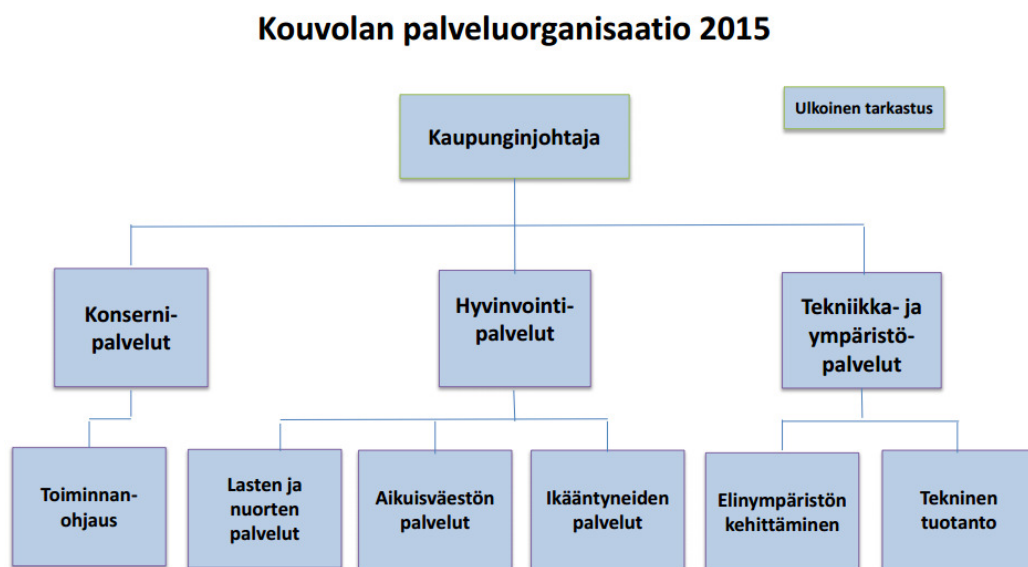 Kouvolan palveluorganisaatio 2015
Kaupunginjohtaja
Ulkoinen tarkastus
Konserni-
palvelut
Hyvinvointi-
palvelut
Tekniikka- ja
ympäristö-
palvelut
Toiminnan-
ohjaus
Lasten ja
nuorten
palvelut
Aikuisväestön
palvelut
Ikääntyneiden
palvelut
Elinympäristön
kehittäminen
Tekninen
tuotanto